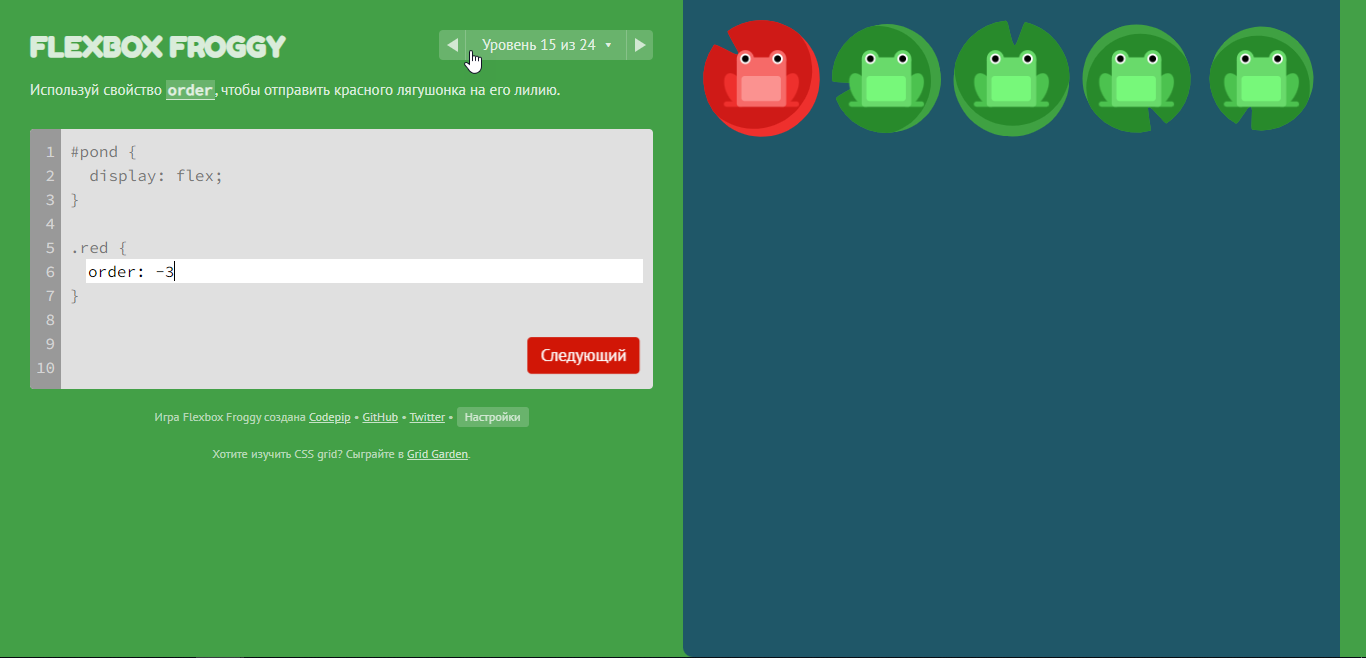 FLEXBOX FROGGY
Уровень 15 из 24
Используй свойство order, чтобы отправить красного лягушонка на его лилию.
1 #pond {
2 display: flex;
3 }
4
5 .red {
6 order: -3
7 }
8
9
10
Следующий
Игра Flexbox Froggy создана Codepip • GitHub • Twitter • Настройки
Хотите изучить CSS grid? Сыграйте в Grid Garden.